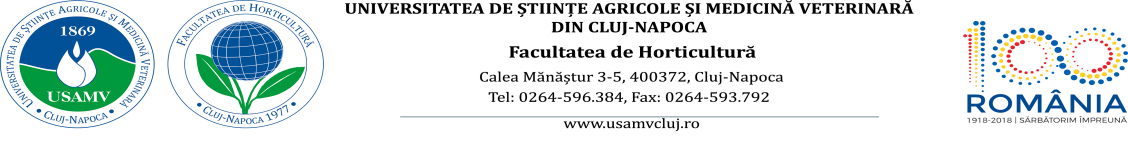 UNIVERSITATEA DE ŞTIINŢE AGRICOLE ŞI MEDICINĂ VETERINARĂ
DIN CLUJ-NAPOCA
Facultatea de Horticultură
Calea Mănăştur 3-5, 400372, Cluj-Napoca
Tel: 0264-596.384, Fax: 0264-593.792
www.usamvcluj.ro
UNIVERSITATEA DE ŞTIINŢE AGRICOLE ŞI MEDICINĂ VETERINARĂ
• CLUJ-NAPOCA •
1869
USAMV
FACULTATEA DE HORTICULTURĂ
• CLUJ-NAPOCA 1977 •
100
ROMÂNIA
1918-2018 | SĂRBĂTORIM ÎMPREUNĂ